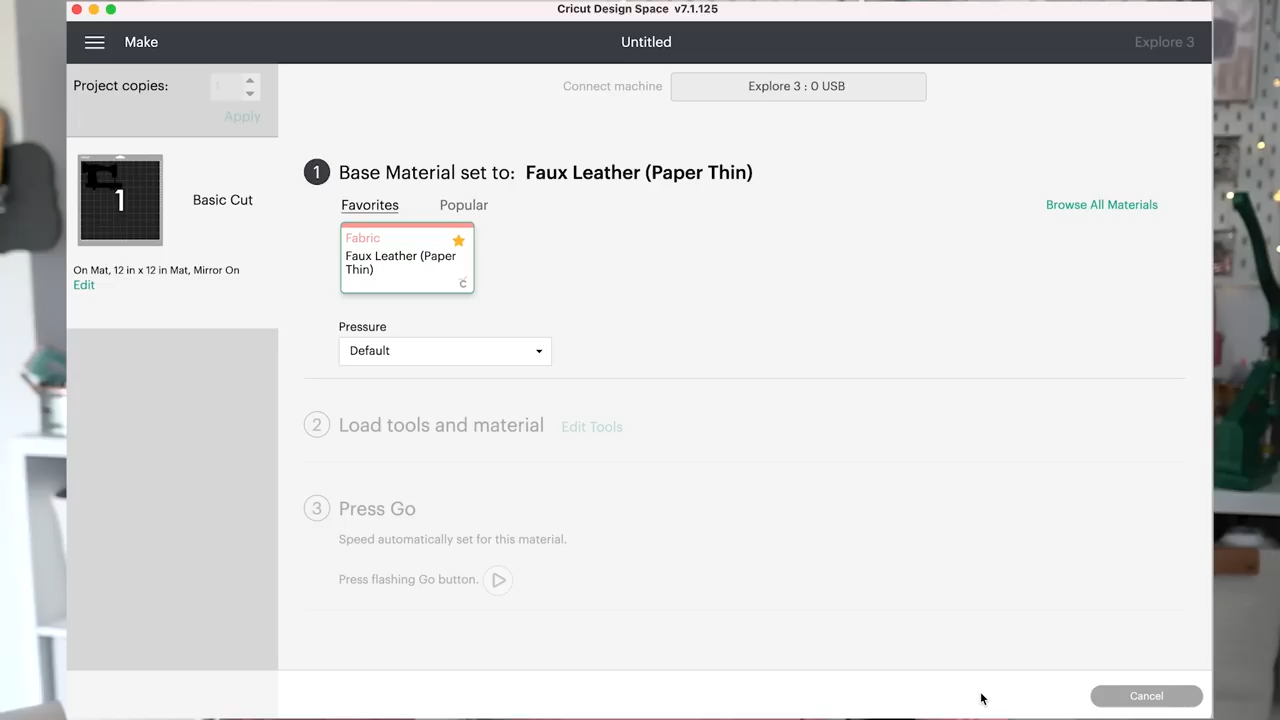 Cricut Design Space v7.1.125
Make
Untitled
Explore 3
Project copies:
Apply
Connect machine
Explore 3 : 0 USB
1
Basic Cut
On Mat, 12 in x 12 in Mat, Mirror On
Edit
1 Base Material set to: Faux Leather (Paper Thin)
Favorites
Popular
Browse All Materials
Fabric
Faux Leather (Paper
Thin)
Pressure
Default
2 Load tools and material
Edit Tools
3 Press Go
Speed automatically set for this material.
Press flashing Go button.
Cancel